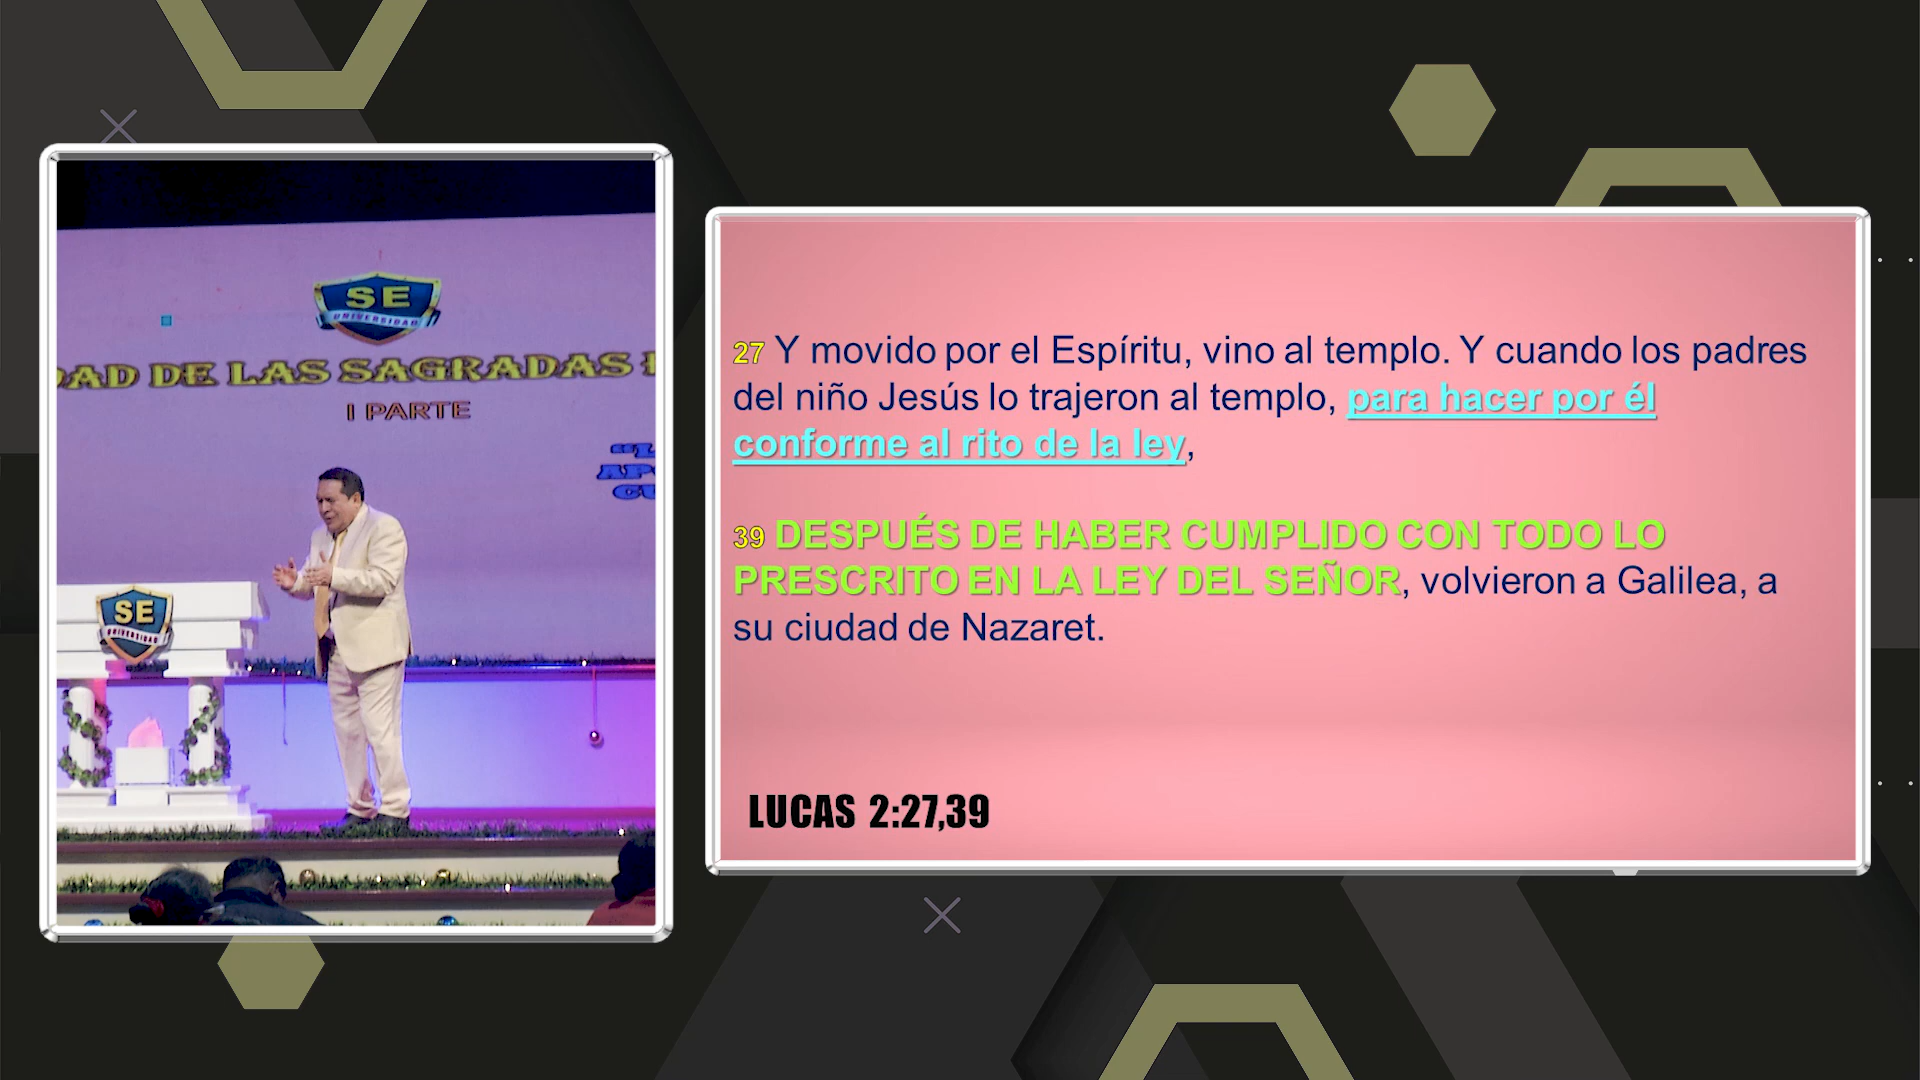 SE
UNIVERSIDAD
DAD DE LAS SAGRADAS
I PARTE
SE
UNIVERSIDAD
27 Y movido por el Espíritu, vino al templo. Y cuando los padres
del niño Jesús lo trajeron al templo, para hacer por él
conforme al rito de la ley,
39 DESPUÉS DE HABER CUMPLIDO CON TODO LO
PRESCRITO EN LA LEY DEL SEÑOR, volvieron a Galilea, a
su ciudad de Nazaret.
LUCAS 2:27,39